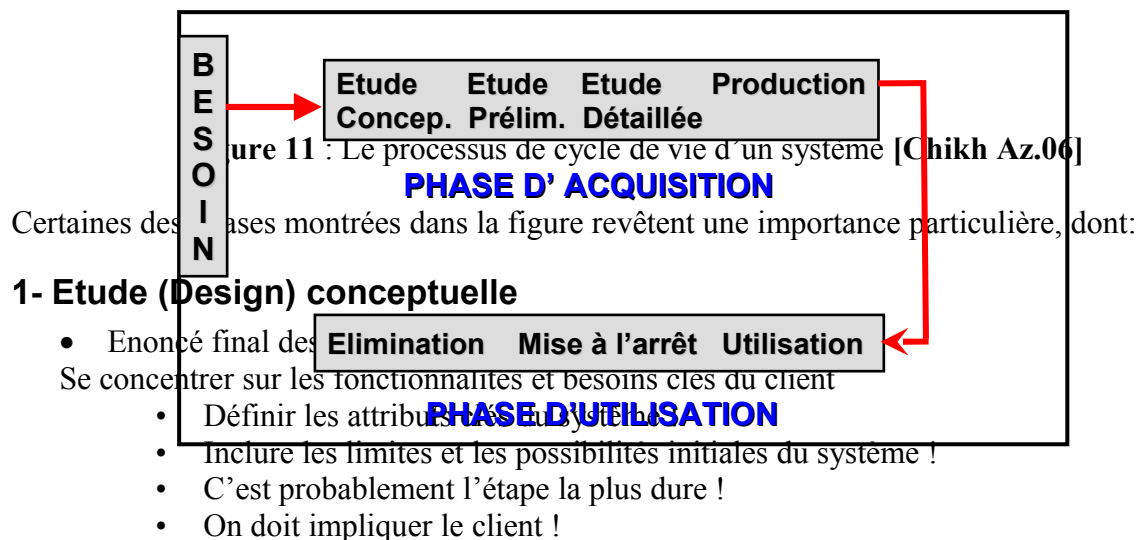 BESOIN
Etude Etude Etude Production
Concep. Prélim. Détaillée
ure 11 : Le processus de cycle de vie d'un système [Chikh Az.06]
PHASE D' ACQUISITION
Certaines des ases montrées dans la figure revêtent une importance particulière, dont:
1- Etude (Design) conceptuelle
• Enoncé final des
Elimination Mise à l'arrêt Utilisation
Se concentrer sur les fonctionnalités et besoins clés du client
• Définir les attributs clés du système !
PHASE D'UTILISATION
• Inclure les limites et les possibilités initiales du système !
• C'est probablement l'étape la plus dure !
• On doit impliquer le client !